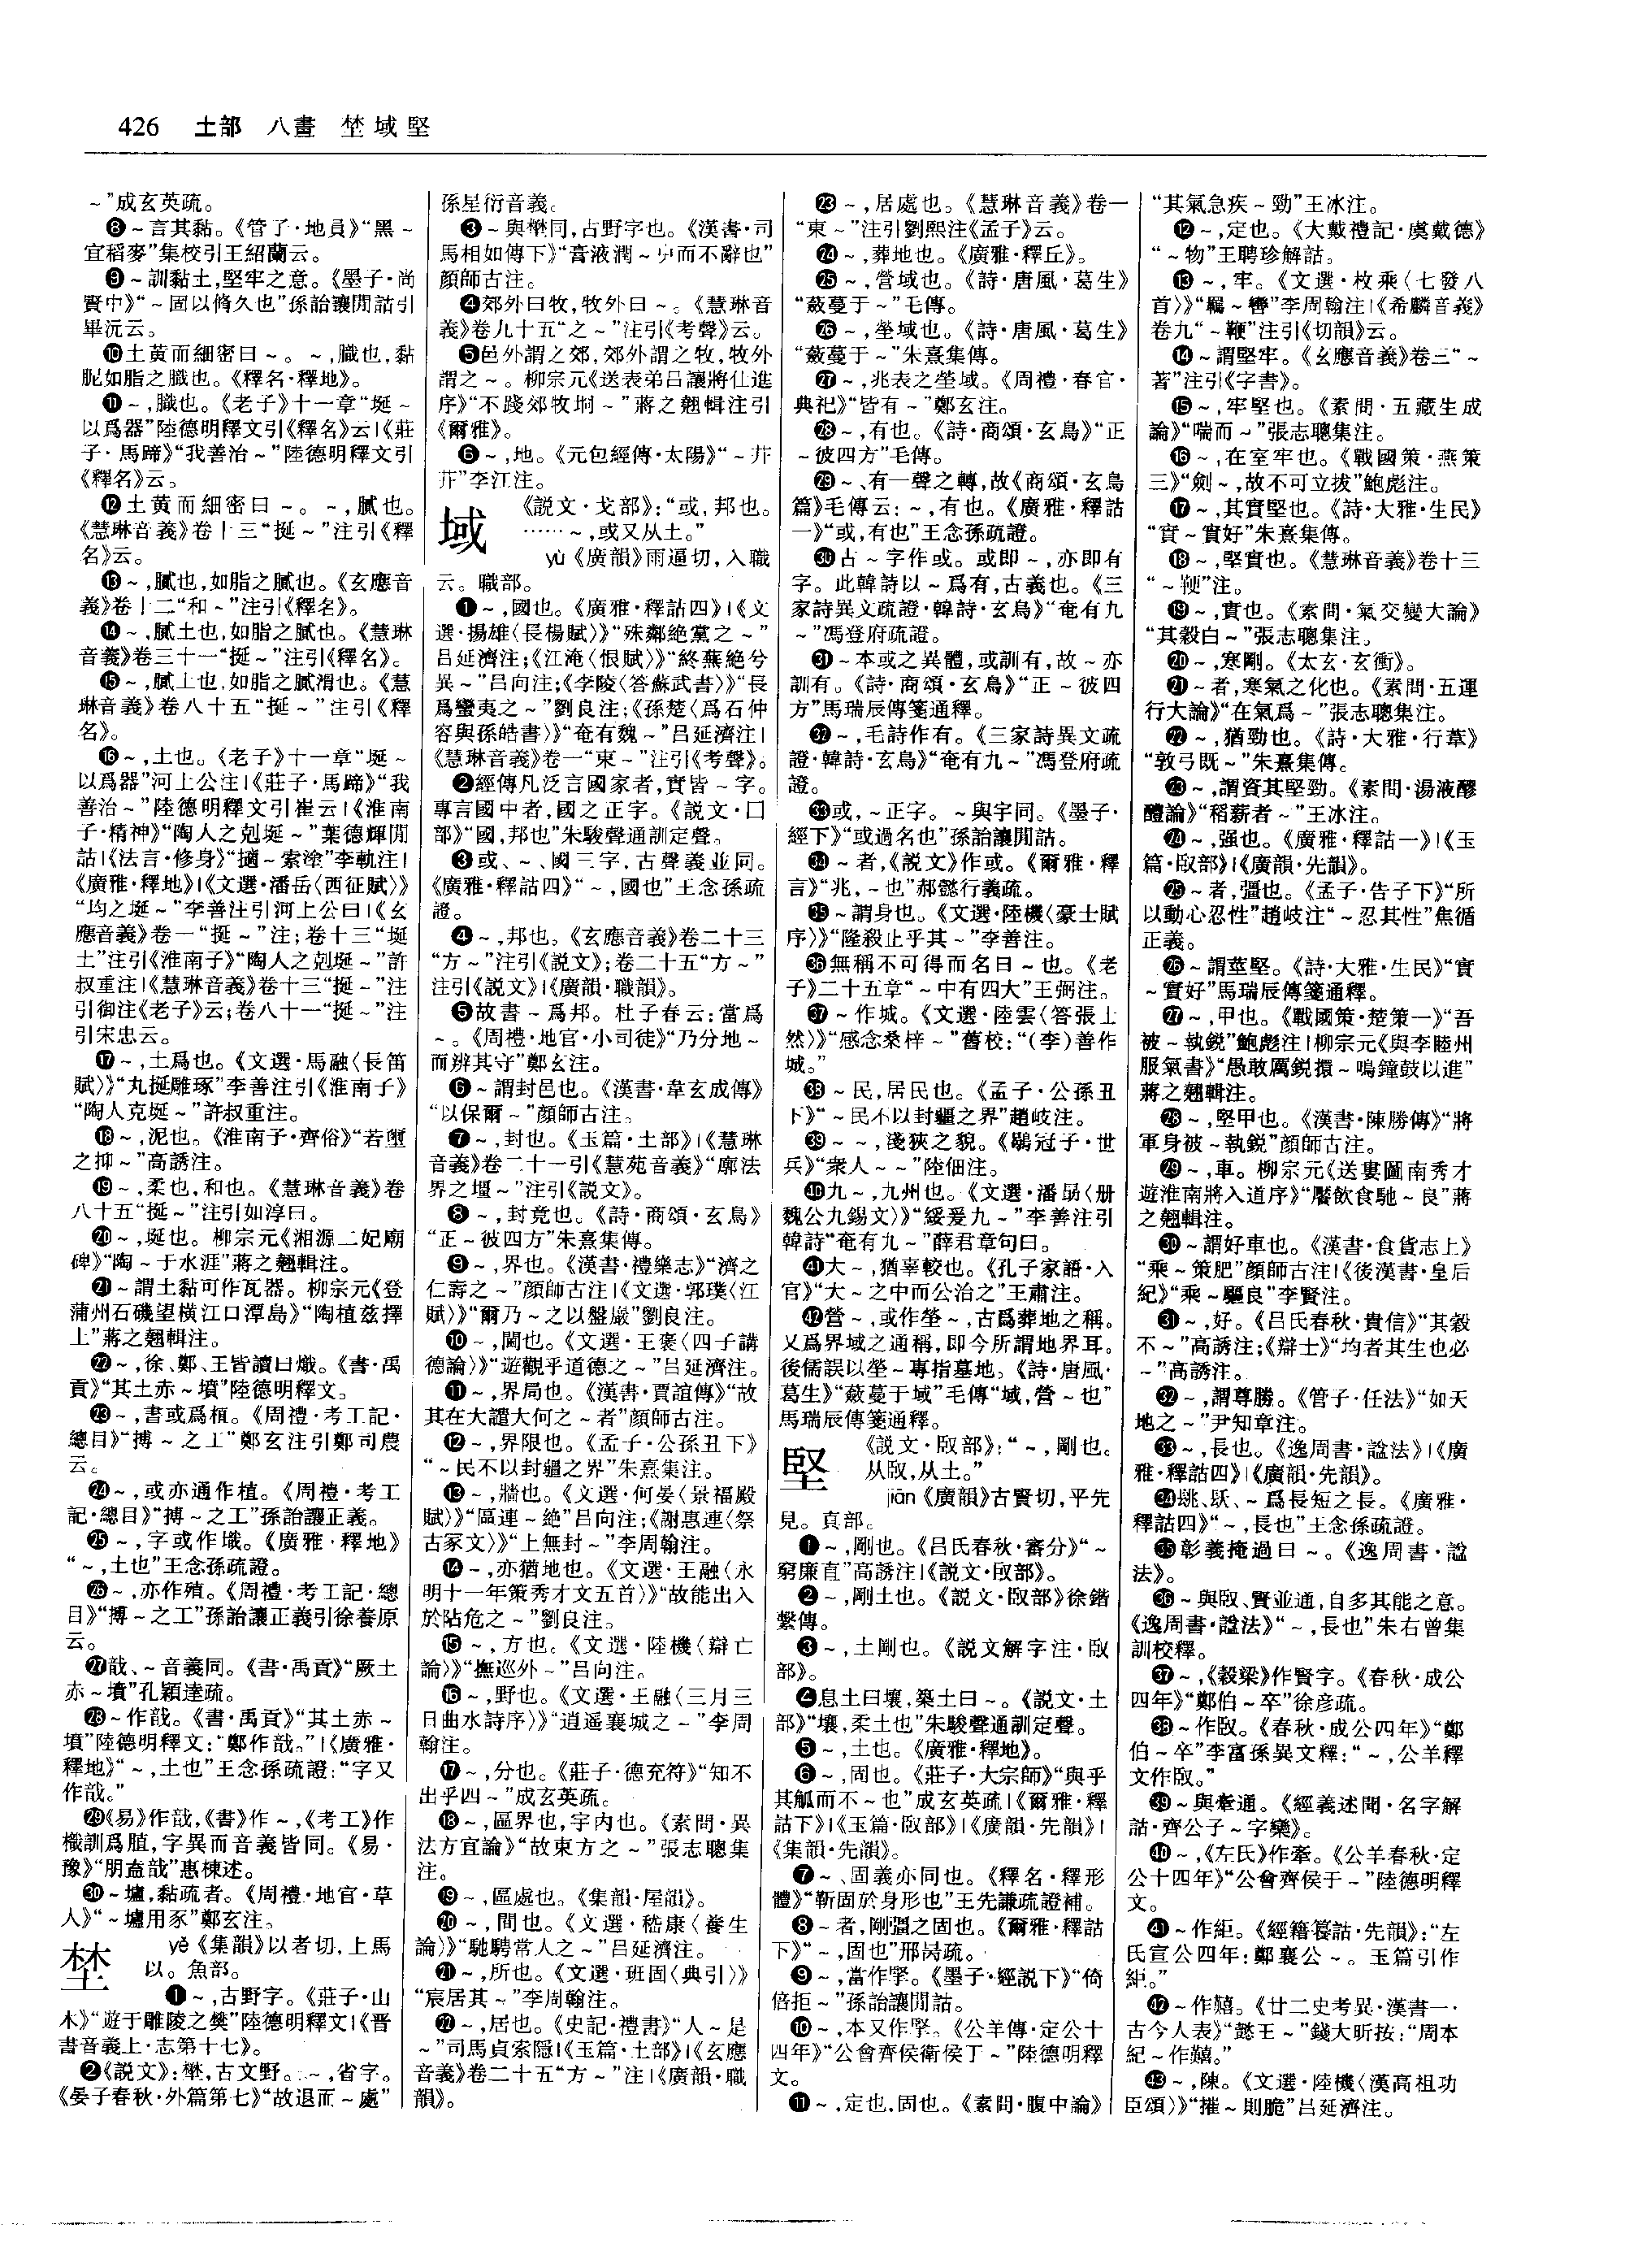 426 土部 八畫 埜域堅
～”成玄英疏。
❽～言其黏。《管子·地員》“黑～
宜稻麥”集校引王紹蘭云。
❾～訓黏土，堅牢之意。《墨子·尚
賢中》“～固以脩久也”孫詒讓閒詁引
畢沅云。
❿土黄而細密曰～。～，膱也，黏
䏧如脂之膱也。《釋名·釋地》。
⓫～，膱也。《老子》十一章“埏～
以爲器”陸德明釋文引《釋名》云|《莊
子·馬蹄》“我善治～”陸德明釋文引
《釋名》云。
⓬土黄而細密曰～。～，膩也。
《慧琳音義》卷十三“挻～”注引《釋
名》云。
⓭～，膩也，如脂之膩也。《玄應音
義》卷十二“和～”注引《釋名》。
⓮～，膩土也，如脂之膩也。《慧琳
音義》卷三十一“挻～”注引《釋名》。
⓯～，膩土也，如脂之膩滑也。《慧
琳音義》卷八十五“挻～”注引《釋
名》。
⓰～，土也。《老子》十一章“埏～
以爲器”河上公注|《莊子·馬蹄》“我
善治～”陸德明釋文引崔云|《淮南
子·精神》“陶人之剋埏～”葉德輝閒
詁|《法言·修身》“擿～索塗”李軌注|
《廣雅·釋地》|《文選·潘岳〈西征賦〉》
“均之埏～”李善注引河上公曰|《玄
應音義》卷一“挻～”注；卷十三“埏
土”注引《淮南子》“陶人之剋埏～”許
叔重注|《慧琳音義》卷十三“挻～”注
引御注《老子》云；卷八十一“挻～”注
引宋忠云。
⓱～，土爲也。《文選·馬融〈長笛
賦〉》“丸挻雕琢”李善注引《淮南子》
“陶人克埏～”許叔重注。
⓲～，泥也。《淮南子·齊俗》“若璽
之抑～”高誘注。
⓳～，柔也，和也。《慧琳音義》卷
八十五“挻～”注引如淳曰。
⓴～，埏也。柳宗元《湘源二妃廟
碑》“陶～于水涯”蔣之翹輯注。
㉑～謂土黏可作瓦器。柳宗元《登
蒲州石磯望横江口潭島》“陶植兹擇
土”蔣之翹輯注。
㉒～，徐、鄭、王皆讀曰熾。《書·禹
貢》“其土赤～墳”陸德明釋文。
㉓～，書或爲植。《周禮·考工記·
總目》“搏～之工”鄭玄注引鄭司農
云。
㉔～，或亦通作植。《周禮·考工
記·總目》“搏～之工”孫詒讓正義。
㉕～，字或作墄。《廣雅·釋地》
“～，土也”王念孫疏證。
㉖～，亦作殖。《周禮·考工記·總
目》“搏～之工”孫詒讓正義引徐養原
云。
㉗戠、～音義同。《書·禹貢》“厥土
赤～墳”孔穎達疏。
㉘～作戠。《書·禹貢》“其土赤～
墳”陸德明釋文：“鄭作戠。”|《廣雅·
釋地》“～，土也”王念孫疏證：“字又
作戠。”
㉙《易》作戠，《書》作～，《考工》作
樴訓爲脜，字異而音義皆同。《易·
豫》“朋盍戠”惠棟述。
㉚～壚，黏疏者。《周禮·地官·草
人》“～壚用豕”鄭玄注。
埜 yě《集韻》以者切，上馬
以。魚部。
❶～，古野字。《莊子·山
木》“遊于雕陵之樊”陸德明釋文|《晋
書音義上·志第十七》。
❷《説文》：壄，古文野。～，省字。
《晏子春秋·外篇第七》“故退而～處”
孫星衍音義。
❸～與壄同，古野字也。《漢書·司
馬相如傳下》“膏液潤～屮而不辭也”
顔師古注。
❹郊外曰牧，牧外曰～。《慧琳音
義》卷九十五“之～”注引《考聲》云。
❺邑外謂之郊，郊外謂之牧，牧外
謂之～。柳宗元《送表弟吕讓將仕進
序》“不踐郊牧坰～”蔣之翹輯注引
《爾雅》。
❻～，地。《元包經傳·太陽》“～芔
芔”李江注。
域 《説文·戈部》：“或，邦也。
……～，或又从土。”
yù《廣韻》雨逼切，入職
云。職部。
❶～，國也。《廣雅·釋詁四》|《文
選·揚雄〈長楊賦〉》“殊鄰絶黨之～”
吕延濟注；《江淹〈恨賦〉》“終蕪絶兮
異～”吕向注；《李陵〈答蘇武書〉》“長
爲蠻夷之～”劉良注；《孫楚〈爲石仲
容與孫皓書〉》“奄有魏～”吕延濟注|
《慧琳音義》卷一“東～”注引《考聲》。
❷經傳凡泛言國家者，實皆～字。
專言國中者，國之正字。《説文·囗
部》“國，邦也”朱駿聲通訓定聲。
❸或、～、國三字，古聲義並同。
《廣雅·釋詁四》“～，國也”王念孫疏
證。
❹～，邦也。《玄應音義》卷二十三
“方～”注引《説文》；卷二十五“方～”
注引《説文》|《廣韻·職韻》。
❺故書～爲邦。杜子春云：當爲
～。《周禮·地官·小司徒》“乃分地～
而辨其守”鄭玄注。
❻～謂封邑也。《漢書·韋玄成傳》
“以保爾～”顔師古注。
❼～，封也。《玉篇·土部》|《慧琳
音義》卷二十一引《慧苑音義》“廓法
界之壇～”注引《説文》。
❽～，封竟也。《詩·商頌·玄鳥》
“正～彼四方”朱熹集傳。
❾～，界也。《漢書·禮樂志》“濟之
仁壽之～”顔師古注|《文選·郭璞〈江
賦〉》“爾乃～之以盤巖”劉良注。
❿～，閫也。《文選·王褒〈四子講
德論〉》“遊觀乎道德之～”吕延濟注。
⓫～，界局也。《漢書·賈誼傳》“故
其在大譴大何之～者”顔師古注。
⓬～，界限也。《孟子·公孫丑下》
“～民不以封疆之界”朱熹集注。
⓭～，牆也。《文選·何晏〈景福殿
賦〉》“區連～絶”吕向注；《謝惠連〈祭
古冢文〉》“上無封～”李周翰注。
⓮～，亦猶地也。《文選·王融〈永
明十一年策秀才文五首〉》“故能出入
於阽危之～”劉良注。
⓯～，方也。《文選·陸機〈辯亡
論〉》“撫巡外～”吕向注。
⓰～，野也。《文選·王融〈三月三
日曲水詩序〉》“逍遥襄城之～”李周
翰注。
⓱～，分也。《莊子·德充符》“知不
出乎四～”成玄英疏。
⓲～，區界也，宇内也。《素問·異
法方宜論》“故東方之～”張志聰集
注。
⓳～，區處也。《集韻·屋韻》。
⓴～，間也。《文選·嵇康〈養生
論〉》“馳騁常人之～”吕延濟注。
㉑～，所也。《文選·班固〈典引〉》
“宸居其～”李周翰注。
㉒～，居也。《史記·禮書》“人～是
～”司馬貞索隱|《玉篇·土部》|《玄應
音義》卷二十五“方～”注|《廣韻·職
韻》。
㉓～，居處也。《慧琳音義》卷一
“東～”注引劉熙注《孟子》云。
㉔～，葬地也。《廣雅·釋丘》。
㉕～，營域也。《詩·唐風·葛生》
“蘞蔓于～”毛傳。
㉖～，塋域也。《詩·唐風·葛生》
“蘞蔓于～”朱熹集傳。
㉗～，兆表之塋域。《周禮·春官·
典祀》“皆有～”鄭玄注。
㉘～，有也。《詩·商頌·玄鳥》“正
～彼四方”毛傳。
㉙～、有一聲之轉，故《商頌·玄鳥
篇》毛傳云：～，有也。《廣雅·釋詁
一》“或，有也”王念孫疏證。
㉚古～字作或。或即～，亦即有
字。此韓詩以～爲有，古義也。《三
家詩異文疏證·韓詩·玄鳥》“奄有九
～”馮登府疏證。
㉛～本或之異體，或訓有，故～亦
訓有。《詩·商頌·玄鳥》“正～彼四
方”馬瑞辰傳箋通釋。
㉜～，毛詩作有。《三家詩異文疏
證·韓詩·玄鳥》“奄有九～”馮登府疏
證。
㉝或，～正字。～與宇同。《墨子·
經下》“或過名也”孫詒讓閒詁。
㉞～者，《説文》作或。《爾雅·釋
言》“兆，～也”郝懿行義疏。
㉟～謂身也。《文選·陸機〈豪士賦
序〉》“隆殺止乎其～”李善注。
㊱無稱不可得而名曰～也。《老
子》二十五章“～中有四大”王弼注。
㊲～作城。《文選·陸雲〈答張士
然〉》“感念桑梓～”舊校：“（李）善作
城。”
㊳～民，居民也。《孟子·公孫丑
下》“～民不以封疆之界”趙岐注。
㊴～～，淺狹之貌。《鶡冠子·世
兵》“衆人～～”陸佃注。
㊵九～，九州也。《文選·潘勗〈册
魏公九錫文〉》“綏爰九～”李善注引
韓詩“奄有九～”薛君章句曰。
㊶大～，猶辜較也。《孔子家語·入
官》“大～之中而公治之”王肅注。
㊷營～，或作塋～，古爲葬地之稱。
又爲界域之通稱，即今所謂地界耳。
後儒誤以塋～專指墓地。《詩·唐風·
葛生》“蘞蔓于域”毛傳“域，營～也”
馬瑞辰傳箋通釋。
堅 《説文·臤部》：“～，剛也。
从臤，从土。”
jiān《廣韻》古賢切，平先
見。真部。
❶～，剛也。《吕氏春秋·審分》“～
窮廉直”高誘注|《説文·臤部》。
❷～，剛土也。《説文·臤部》徐鍇
繫傳。
❸～，土剛也。《説文解字注·臤
部》。
❹息土曰壤，築土曰～。《説文·土
部》“壤，柔土也”朱駿聲通訓定聲。
❺～，土也。《廣雅·釋地》。
❻～，固也。《莊子·大宗師》“與乎
其觚而不～也”成玄英疏|《爾雅·釋
詁下》|《玉篇·臤部》|《廣韻·先韻》|
《集韻·先韻》。
❼～、固義亦同也。《釋名·釋形
體》“靳固於身形也”王先謙疏證補。
❽～者，剛彊之固也。《爾雅·釋詁
下》“～，固也”邢昺疏。
❾～，當作掔。《墨子·經説下》“倚
倍拒～”孫詒讓閒詁。
❿～，本又作掔。《公羊傳·定公十
四年》“公會齊侯衛侯于～”陸德明釋
文。
⓫～，定也，固也。《素問·腹中論》
“其氣急疾～勁”王冰注。
⓬～，定也。《大戴禮記·虞戴德》
“～物”王聘珍解詁。
⓭～，牢。《文選·枚乘〈七發八
首〉》“羈～轡”李周翰注|《希麟音義》
卷九“～鞭”注引《切韻》云。
⓮～謂堅牢。《玄應音義》卷三“～
著”注引《字書》。
⓯～，牢堅也。《素問·五藏生成
論》“喘而～”張志聰集注。
⓰～，在室牢也。《戰國策·燕策
三》“劍～，故不可立拔”鮑彪注。
⓱～，其實堅也。《詩·大雅·生民》
“實～實好”朱熹集傳。
⓲～，堅實也。《慧琳音義》卷十三
“～鞕”注。
⓳～，實也。《素問·氣交變大論》
“其穀白～”張志聰集注。
⓴～，寒剛。《太玄·玄衝》。
㉑～者，寒氣之化也。《素問·五運
行大論》“在氣爲～”張志聰集注。
㉒～，猶勁也。《詩·大雅·行葦》
“敦弓既～”朱熹集傳。
㉓～，謂資其堅勁。《素問·湯液醪
醴論》“稻薪者～”王冰注。
㉔～，強也。《廣雅·釋詁一》|《玉
篇·臤部》|《廣韻·先韻》。
㉕～者，彊也。《孟子·告子下》“所
以動心忍性”趙岐注“～忍其性”焦循
正義。
㉖～謂莖堅。《詩·大雅·生民》“實
～實好”馬瑞辰傳箋通釋。
㉗～，甲也。《戰國策·楚策一》“吾
被～執鋭”鮑彪注|柳宗元《與李睦州
服氣書》“愚敢厲鋭擐～鳴鐘鼓以進”
蔣之翹輯注。
㉘～，堅甲也。《漢書·陳勝傳》“將
軍身被～執鋭”顔師古注。
㉙～，車。柳宗元《送婁圖南秀才
遊淮南將入道序》“饜飲食馳～良”蔣
之翹輯注。
㉚～謂好車也。《漢書·食貨志上》
“乘～策肥”顔師古注|《後漢書·皇后
紀》“乘～驅良”李賢注。
㉛～，好。《吕氏春秋·貴信》“其穀
不～”高誘注；《辯士》“均者其生也必
～”高誘注。
㉜～，謂尊勝。《管子·任法》“如天
地之～”尹知章注。
㉝～，長也。《逸周書·謚法》|《廣
雅·釋詁四》|《廣韻·先韻》。
㉞㙘、镺、～爲長短之長。《廣雅·
釋詁四》“～，長也”王念孫疏證。
㉟彰義掩過曰～。《逸周書·謚
法》。
㊱～與臤、賢並通，自多其能之意。
《逸周書·謚法》“～，長也”朱右曾集
訓校釋。
㊲～，《穀梁》作賢字。《春秋·成公
四年》“鄭伯～卒”徐彦疏。
㊳～作臤。《春秋·成公四年》“鄭
伯～卒”李富孫異文釋：“～，公羊釋
文作臤。”
㊴～與牽通。《經義述聞·名字解
詁·齊公子～字欒》。
㊵～，《左氏》作牽。《公羊春秋·定
公十四年》“公會齊侯于～”陸德明釋
文。
㊶～作䋗。《經籍籑詁·先韻》：“左
氏宣公四年：鄭襄公～。玉篇引作
䋗。”
㊷～作囏。《廿二史考異·漢書一·
古今人表》“懿王～”錢大昕按：“周本
紀～作囏。”
㊸～，陳。《文選·陸機〈漢高祖功
臣頌〉》“摧～則脆”吕延濟注。